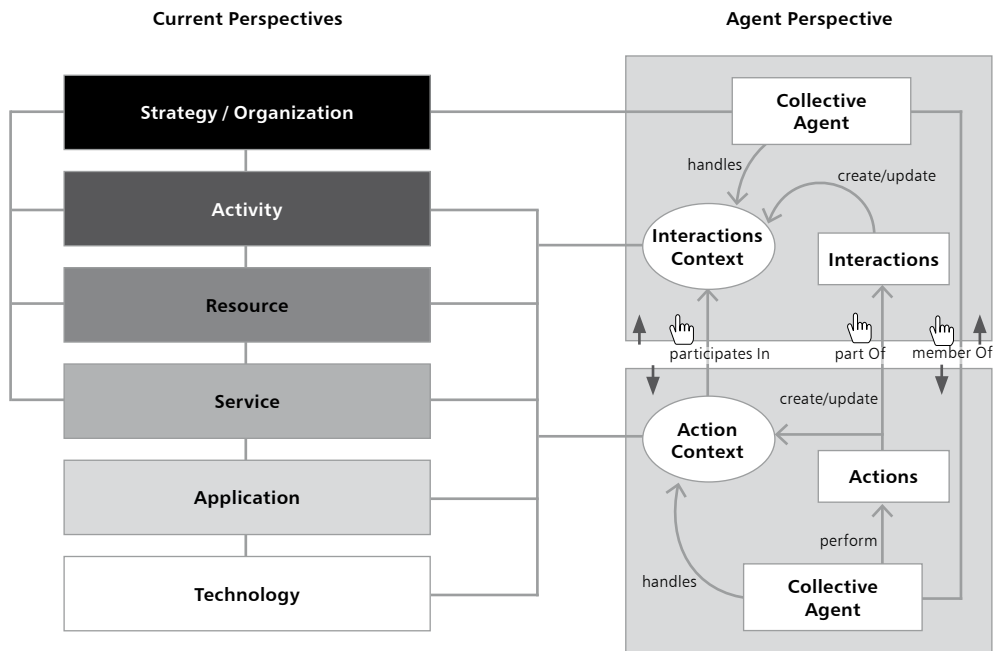 Current Perspectives
Agent Perspective
Strategy / Organization
Activity
Resource
Service
Application
Technology
Collective
Agent
handles
create/update
Interactions
Context
Interactions
participates In
part Of
member Of
create/update
Action
Context
Actions
perform
handles
Collective
Agent